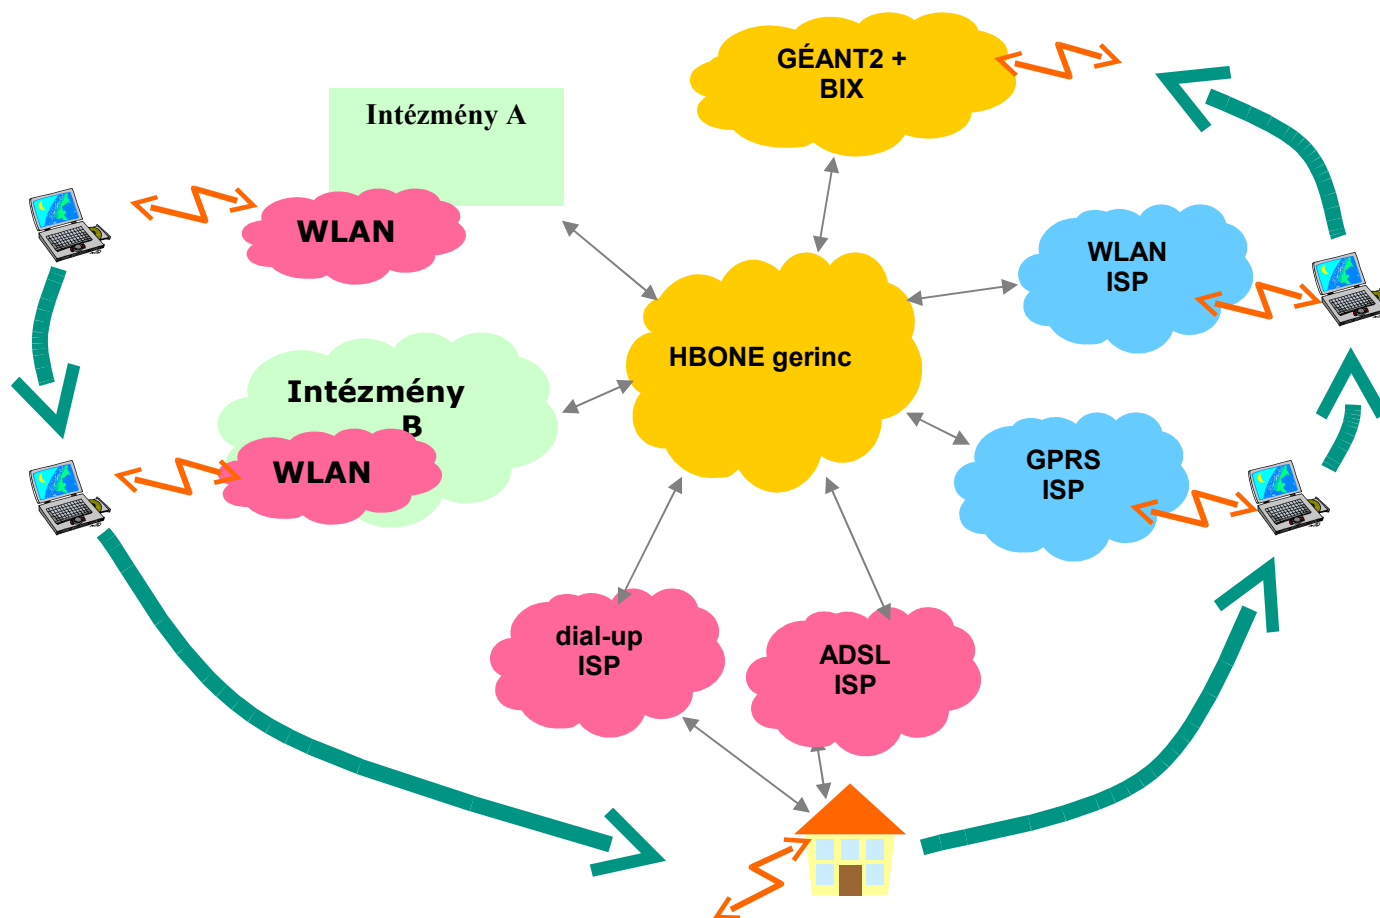 GÉANT2 +
BIX
Intézmény A
WLAN
WLAN
ISP
HBONE gerinc
Intézmény
B
WLAN
GPRS
ISP
dial-up
ISP
ADSL
ISP